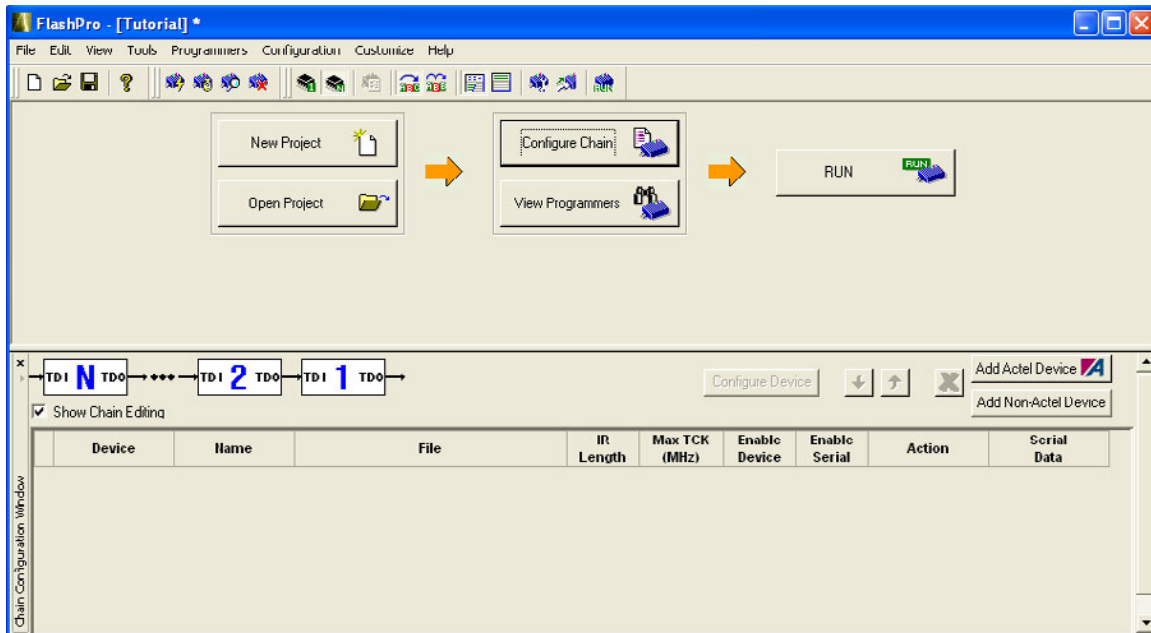 FlashPro - [Tutorial] *
File Edit View Tools Programmers Configuration Customize Help
New Project
Configure Chain
RUN
RUN
Open Project
View Programmers
TDI N TDO TDI 2 TDO TDI 1 TDO
Configure Device
Add Actel Device
Show Chain Editing
Add Non-Actel Device
Device Name File IR Length Max TCK (MHz) Enable Device Enable Serial Action Serial Data
Chain Configuration Window